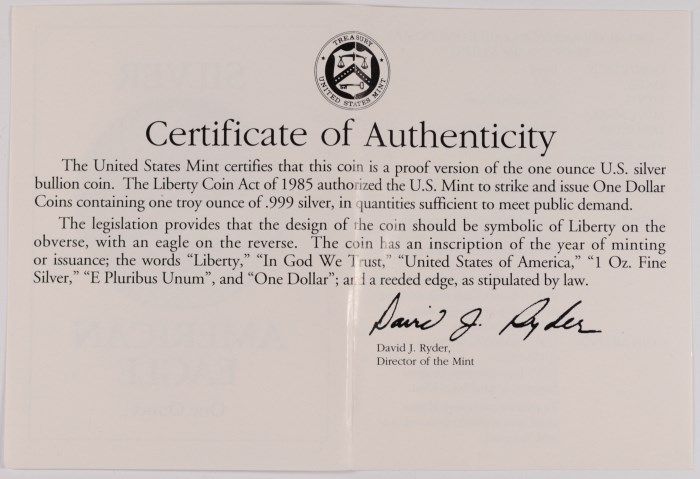 TREASURY
UNITED STATES MINT
Certificate of Authenticity
The United States Mint certifies that this coin is a proof version of the one ounce U.S. silver
bullion coin. The Liberty Coin Act of 1985 authorized the U.S. Mint to strike and issue One Dollar
Coins containing one troy ounce of .999 silver, in quantities sufficient to meet public demand.
The legislation provides that the design of the coin should be symbolic of Liberty on the
obverse, with an eagle on the reverse. The coin has an inscription of the year of minting
or issuance; the words “Liberty,” “In God We Trust,” “United States of America,” “1 Oz. Fine
Silver,” “E Pluribus Unum”, and “One Dollar”; and a reeded edge, as stipulated by law.
David J. Ryder
David J. Ryder,
Director of the Mint